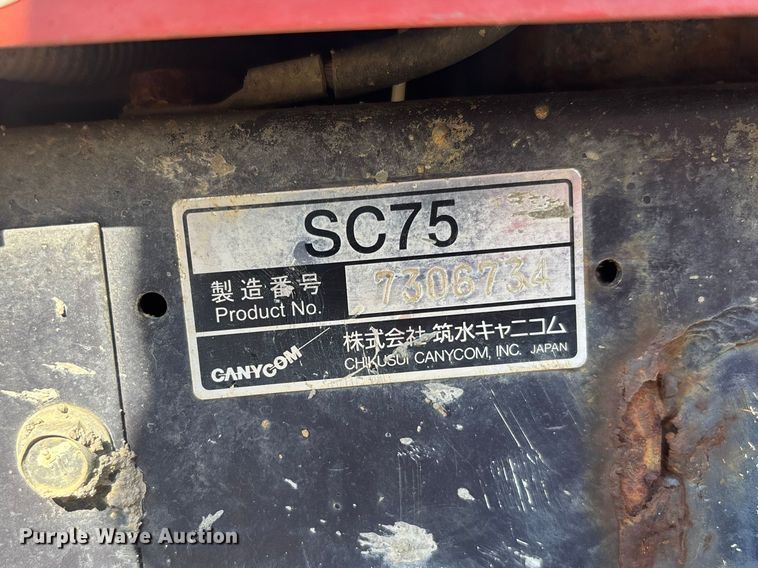 SC75
製造番号 7306734
Product No.
株式会社 筑水キャニコム
CANYCOM CHIKUSUI CANYCOM, INC. JAPAN
Purple Wave Auction